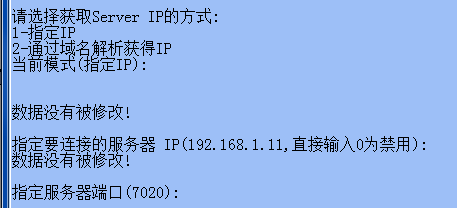 请选择获取Server IP的方式:
1-指定IP
2-通过域名解析获得IP
当前模式(指定IP):
数据没有被修改!
指定要连接的服务器 IP(192.168.1.11,直接输入0为禁用):
数据没有被修改!
指定服务器端口(7020):